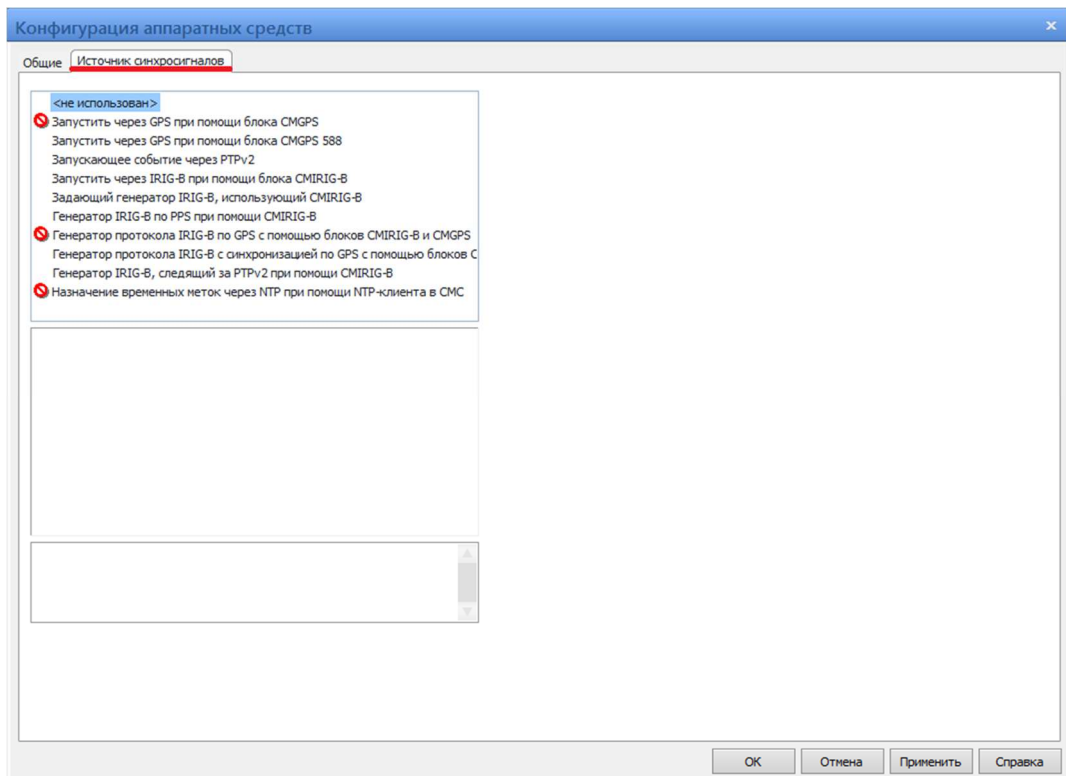 Конфигурация аппаратных средств
Общие
Источник синхросигналов
<не использован>
Запустить через GPS при помощи блока CMGPS
Запустить через GPS при помощи блока CMGPS 588
Запускающее событие через PTPv2
Запустить через IRIG-B при помощи блока CMIRIG-B
Задающий генератор IRIG-B, использующий CMIRIG-B
Генератор IRIG-B по PPS при помощи CMIRIG-B
Генератор протокола IRIG-B по GPS с помощью блоков CMIRIG-B и CMGPS
Генератор протокола IRIG-B с синхронизацией по GPS с помощью блоков C
Генератор IRIG-B, следящий за PTPv2 при помощи CMIRIG-B
Назначение временных меток через NTP при помощи NTP-клиента в СМС
ОК
Отмена
Применить
Справка